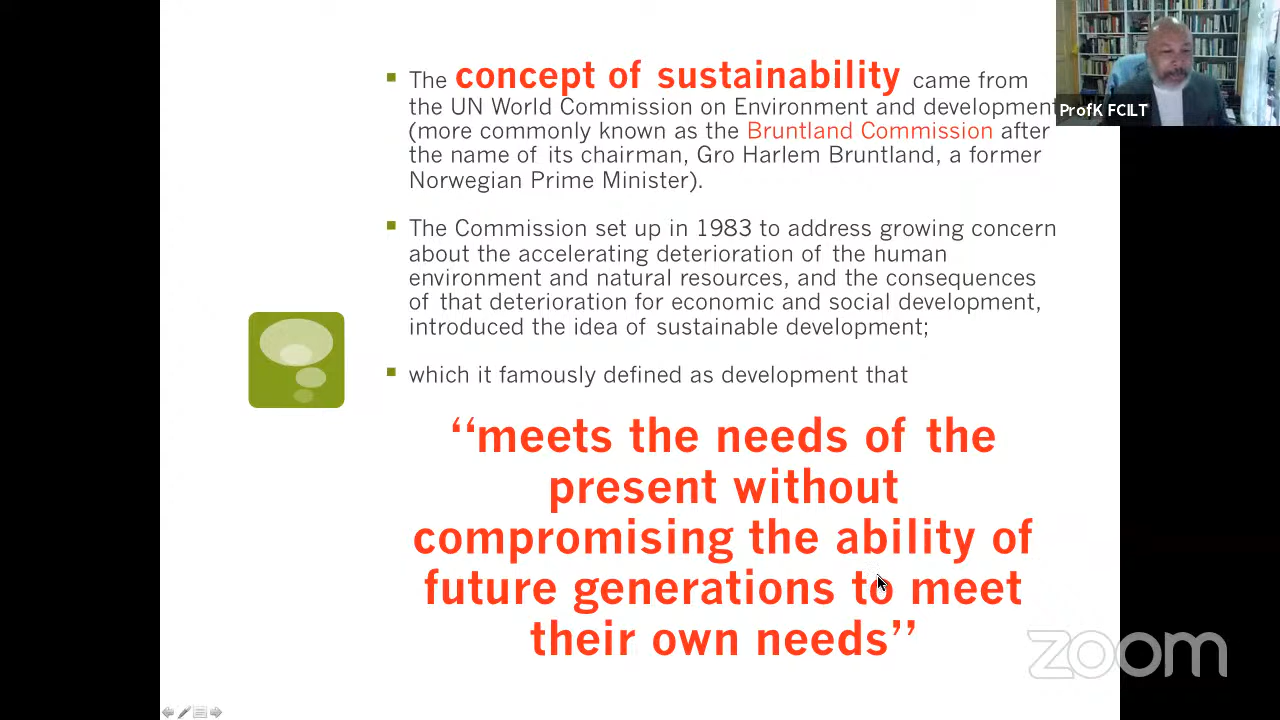 The concept of sustainability came from
the UN World Commission on Environment and development
(more commonly known as the Bruntland Commission after
the name of its chairman, Gro Harlem Bruntland, a former
Norwegian Prime Minister).
The Commission set up in 1983 to address growing concern
about the accelerating deterioration of the human
environment and natural resources, and the consequences
of that deterioration for economic and social development,
introduced the idea of sustainable development;
which it famously defined as development that
‘‘meets the needs of the
present without
compromising the ability of
future generations to meet
their own needs’’
ProfK FCILT
zoom